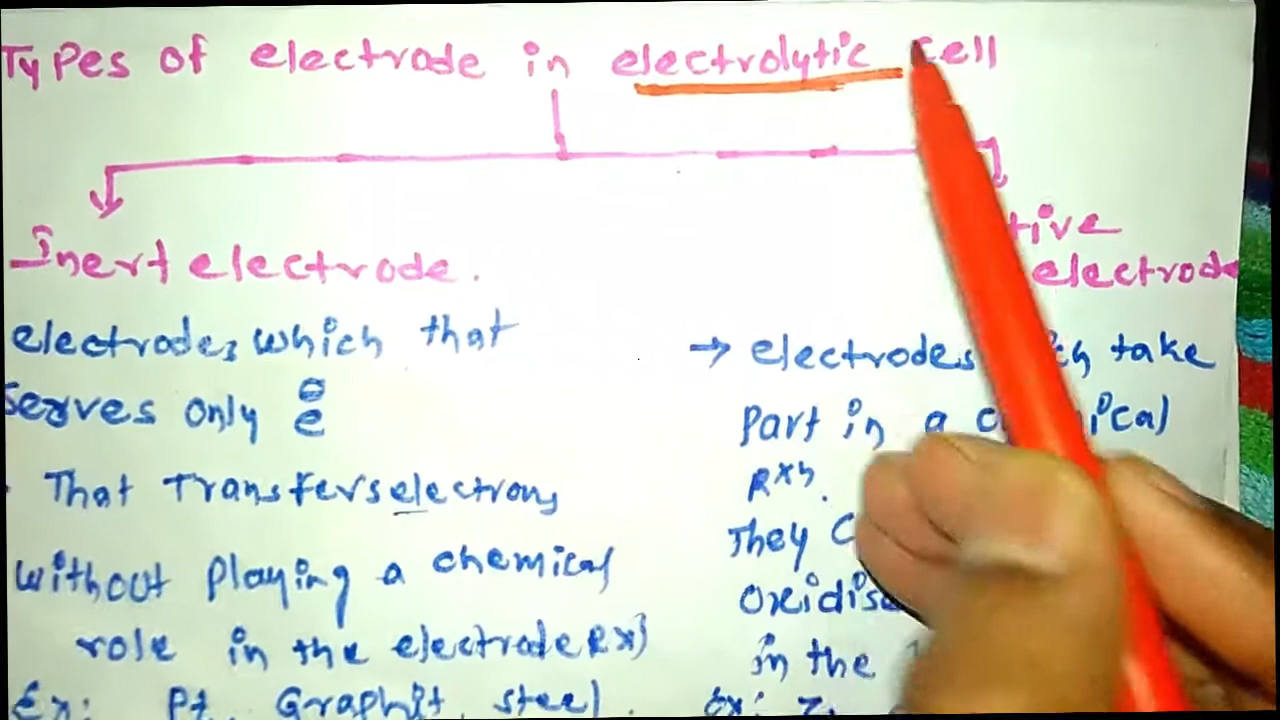 Types of electrode in electrolytic cell
Inert electrode.
tive
electrode
electrodes which that
serves only e
That Transfers electrons
without playing a chemical
role in the electrode Rxn
Ex: Pt, Graphit, steel.
→ electrodes take
Part in a
Rxn.
They
oxidis
in the
Ex: Zn